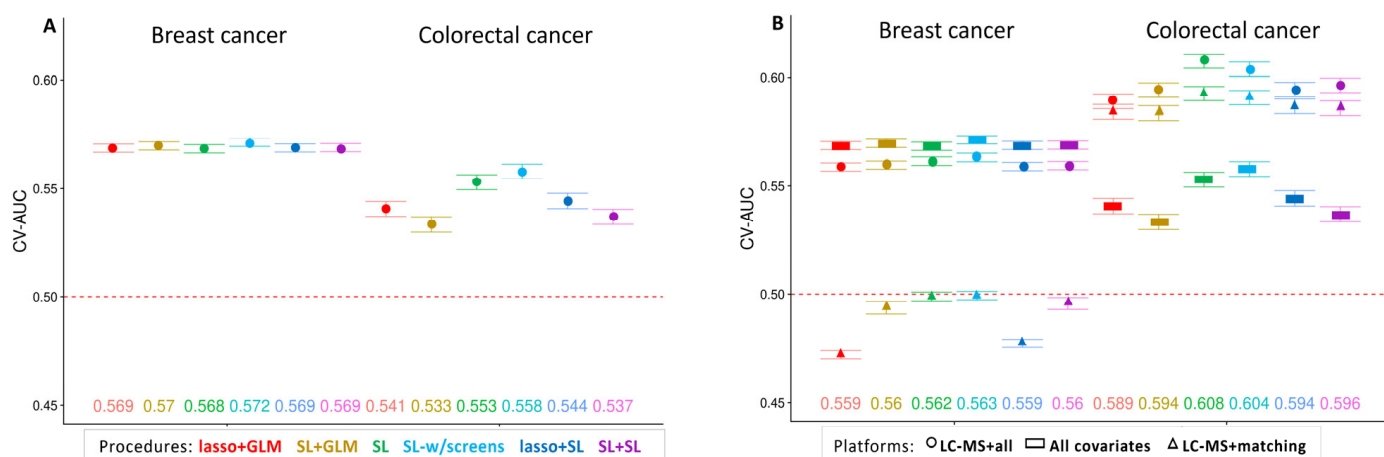 A
Breast cancer
Colorectal cancer
CV-AUC
0.60
0.55
0.50
0.45
0.569 0.57 0.568 0.572 0.569 0.569 0.541 0.533 0.553 0.558 0.544 0.537
Procedures: lasso+GLM SL+GLM SL SL-w/screens lasso+SL SL+SL
B
Breast cancer
Colorectal cancer
CV-AUC
0.60
0.55
0.50
0.45
0.559 0.56 0.562 0.563 0.559 0.56 0.589 0.594 0.608 0.604 0.594 0.596
Platforms: LC-MS+all All covariates LC-MS+matching